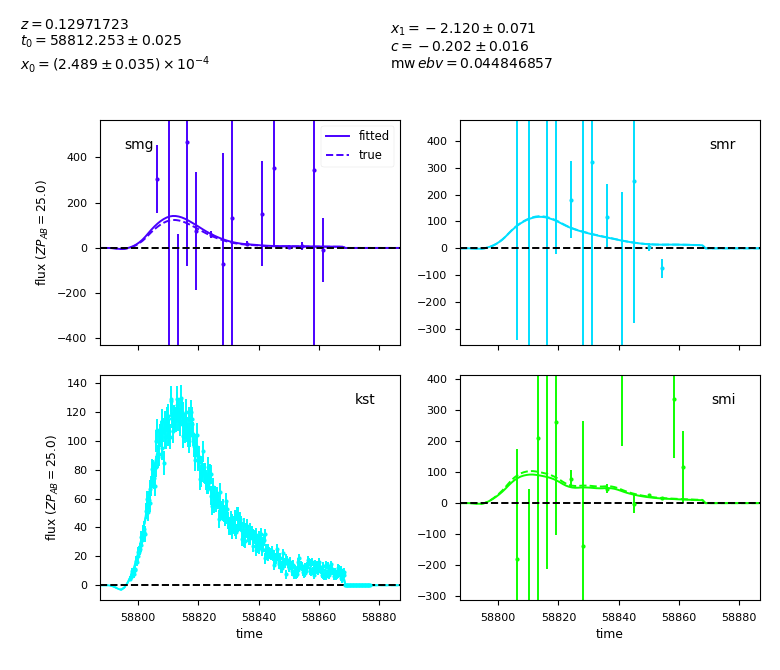 z = 0.12971723
t₀ = 58812.253 ± 0.025
x₀ = (2.489 ± 0.035) × 10⁻⁴
x₁ = −2.120 ± 0.071
c = −0.202 ± 0.016
mw ebv = 0.044846857
smg
fitted
true
400
200
0
−200
−400
flux (ZP_AB = 25.0)
smr
400
300
200
100
0
−100
−200
−300
kst
140
120
100
80
60
40
20
0
flux (ZP_AB = 25.0)
58800 58820 58840 58860 58880
time
smi
400
300
200
100
0
−100
−200
−300
58800 58820 58840 58860 58880
time